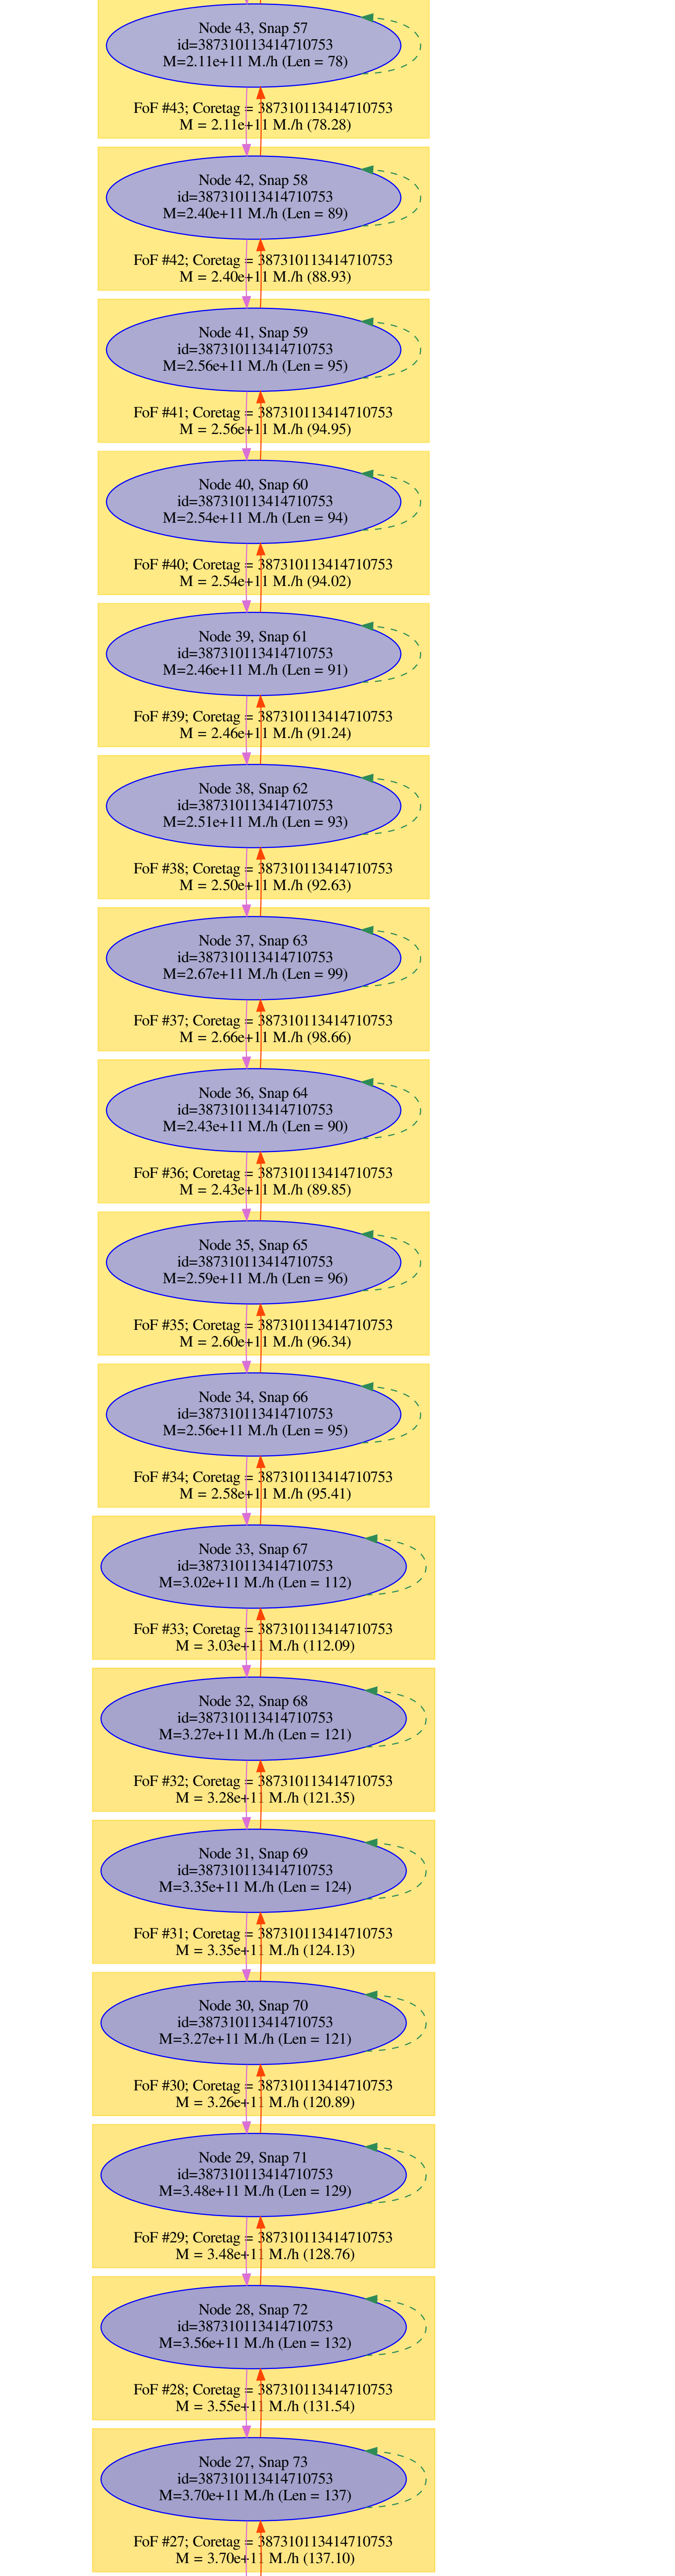 Node 43, Snap 57
id=387310113414710753
M=2.11e+11 M./h (Len = 78)
FoF #43; Coretag = 387310113414710753
M = 2.11e+11 M./h (78.28)
Node 42, Snap 58
id=387310113414710753
M=2.40e+11 M./h (Len = 89)
FoF #42; Coretag = 387310113414710753
M = 2.40e+11 M./h (88.93)
Node 41, Snap 59
id=387310113414710753
M=2.56e+11 M./h (Len = 95)
FoF #41; Coretag = 387310113414710753
M = 2.56e+11 M./h (94.95)
Node 40, Snap 60
id=387310113414710753
M=2.54e+11 M./h (Len = 94)
FoF #40; Coretag = 387310113414710753
M = 2.54e+11 M./h (94.02)
Node 39, Snap 61
id=387310113414710753
M=2.46e+11 M./h (Len = 91)
FoF #39; Coretag = 387310113414710753
M = 2.46e+11 M./h (91.24)
Node 38, Snap 62
id=387310113414710753
M=2.51e+11 M./h (Len = 93)
FoF #38; Coretag = 387310113414710753
M = 2.50e+11 M./h (92.63)
Node 37, Snap 63
id=387310113414710753
M=2.67e+11 M./h (Len = 99)
FoF #37; Coretag = 387310113414710753
M = 2.66e+11 M./h (98.66)
Node 36, Snap 64
id=387310113414710753
M=2.43e+11 M./h (Len = 90)
FoF #36; Coretag = 387310113414710753
M = 2.43e+11 M./h (89.85)
Node 35, Snap 65
id=387310113414710753
M=2.59e+11 M./h (Len = 96)
FoF #35; Coretag = 387310113414710753
M = 2.60e+11 M./h (96.34)
Node 34, Snap 66
id=387310113414710753
M=2.56e+11 M./h (Len = 95)
FoF #34; Coretag = 387310113414710753
M = 2.58e+11 M./h (95.41)
Node 33, Snap 67
id=387310113414710753
M=3.02e+11 M./h (Len = 112)
FoF #33; Coretag = 387310113414710753
M = 3.03e+11 M./h (112.09)
Node 32, Snap 68
id=387310113414710753
M=3.27e+11 M./h (Len = 121)
FoF #32; Coretag = 387310113414710753
M = 3.28e+11 M./h (121.35)
Node 31, Snap 69
id=387310113414710753
M=3.35e+11 M./h (Len = 124)
FoF #31; Coretag = 387310113414710753
M = 3.35e+11 M./h (124.13)
Node 30, Snap 70
id=387310113414710753
M=3.27e+11 M./h (Len = 121)
FoF #30; Coretag = 387310113414710753
M = 3.26e+11 M./h (120.89)
Node 29, Snap 71
id=387310113414710753
M=3.48e+11 M./h (Len = 129)
FoF #29; Coretag = 387310113414710753
M = 3.48e+11 M./h (128.76)
Node 28, Snap 72
id=387310113414710753
M=3.56e+11 M./h (Len = 132)
FoF #28; Coretag = 387310113414710753
M = 3.55e+11 M./h (131.54)
Node 27, Snap 73
id=387310113414710753
M=3.70e+11 M./h (Len = 137)
FoF #27; Coretag = 387310113414710753
M = 3.70e+11 M./h (137.10)